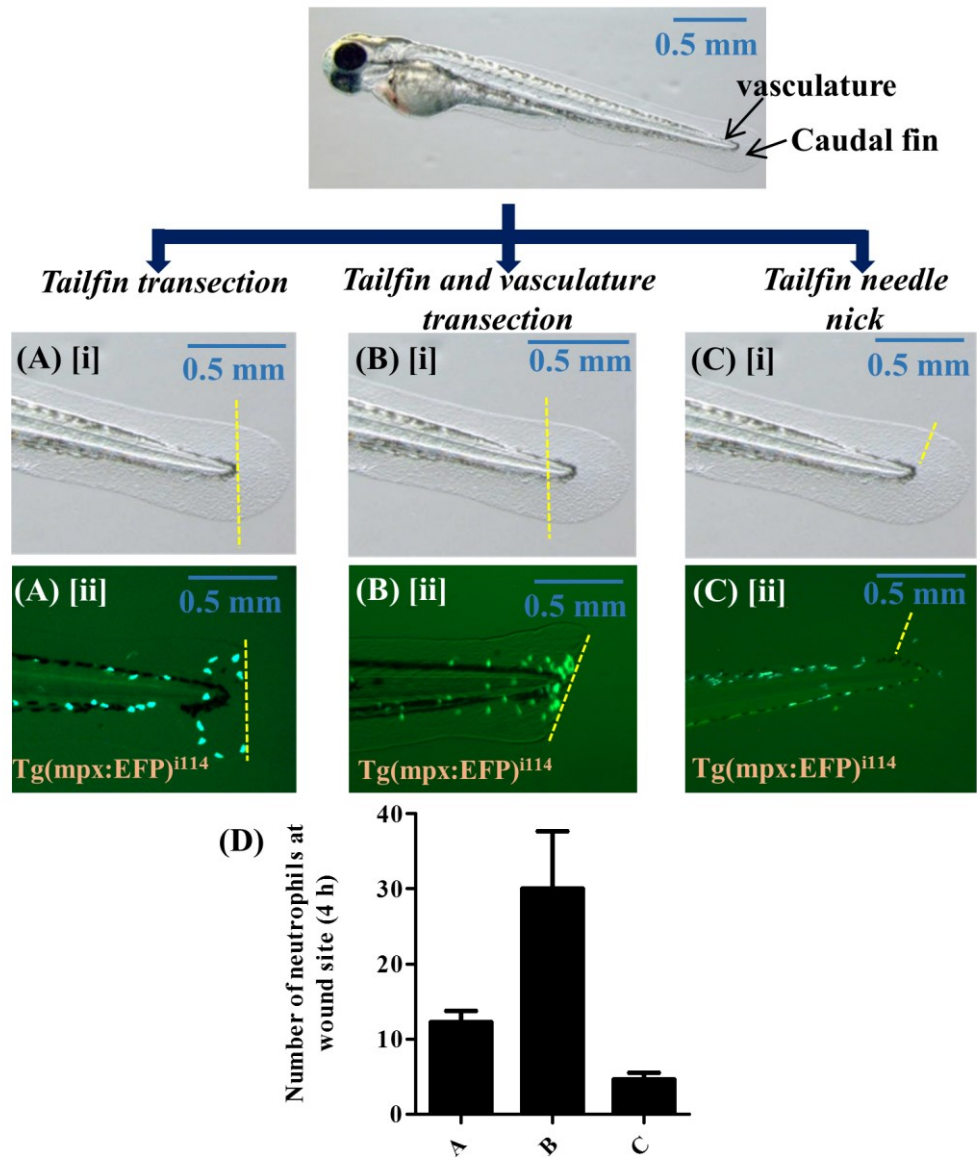 0.5 mm
vasculature
Caudal fin
Tailfin transection
Tailfin and vasculature
transection
Tailfin needle
nick
(A) [i]
0.5 mm
(B) [i]
0.5 mm
(C) [i]
0.5 mm
(A) [ii]
0.5 mm
Tg(mpx:EFP)i114
(B) [ii]
0.5 mm
Tg(mpx:EFP)i114
(C) [ii]
0.5 mm
Tg(mpx:EFP)i114
(D)
Number of neutrophils at
wound site (4 h)
40
30
20
10
0
A
B
C